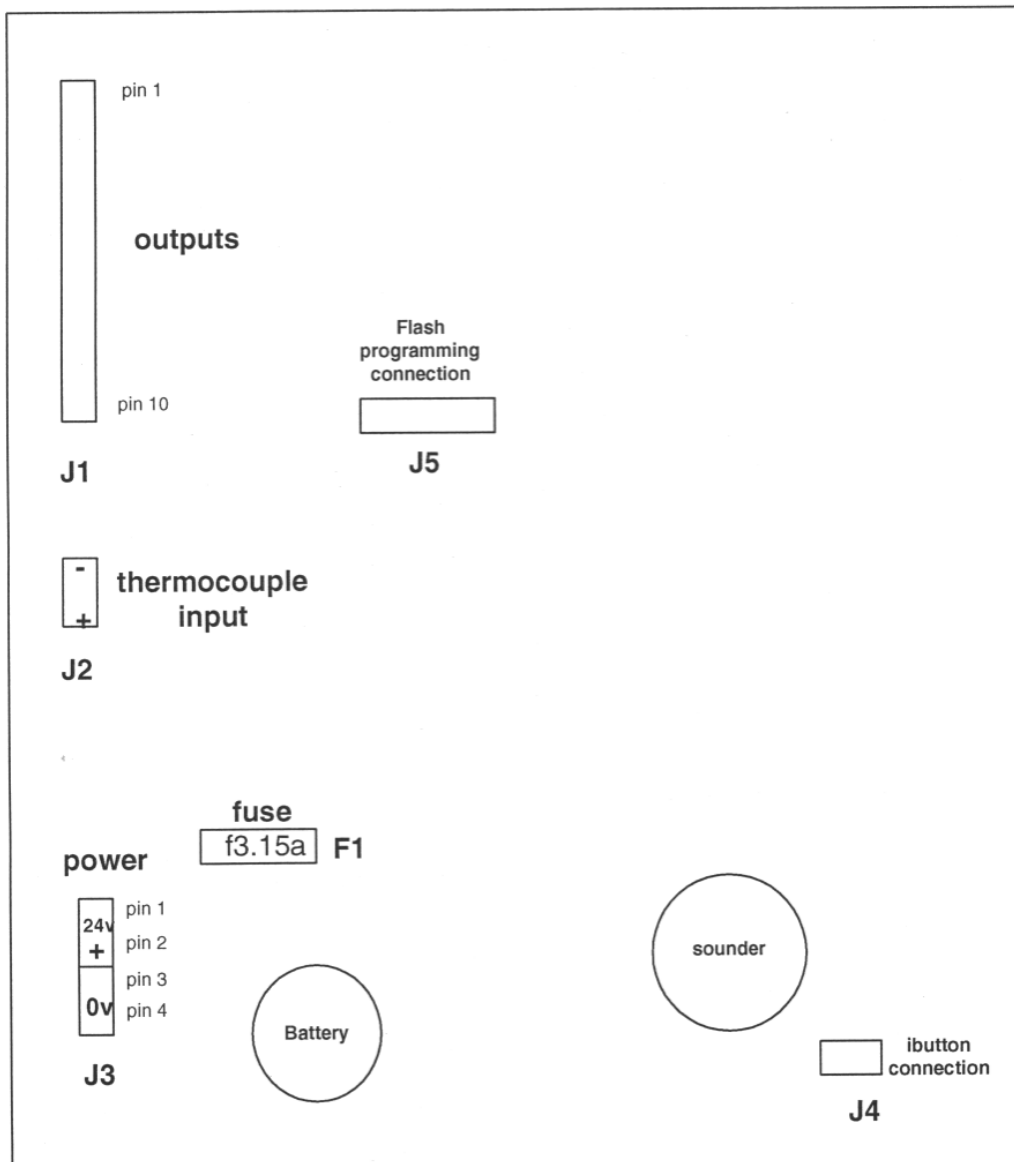 pin 1
outputs
Flash
programming
connection
pin 10
J5
J1
-
thermocouple
+
input
J2
fuse
f3.15a
F1
power
pin 1
24v
+
pin 2
pin 3
0v
pin 4
sounder
Battery
ibutton
connection
J3
J4